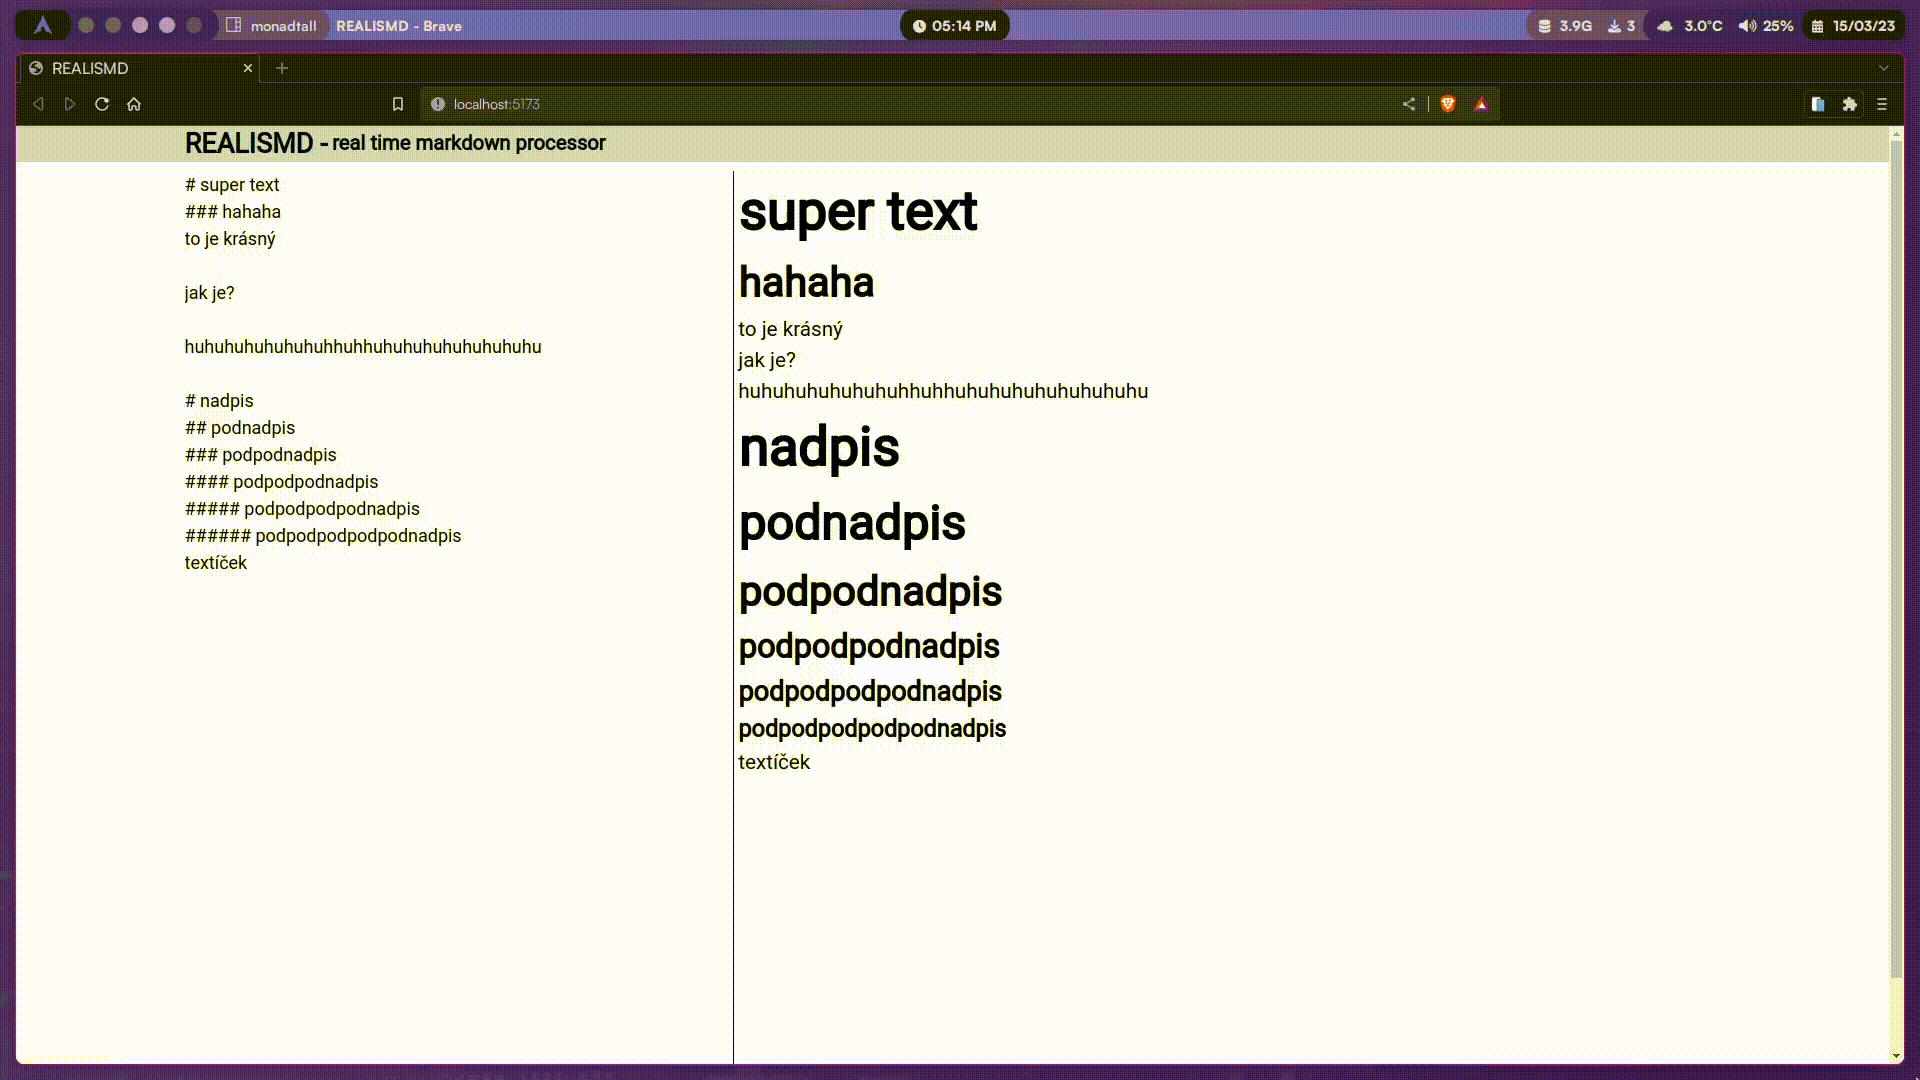 monadtall REALISMD - Brave 05:14 PM 3.9G 3 3.0°C 25% 15/03/23
REALISMD
localhost:5173
REALISMD - real time markdown processor
# super text
### hahaha
to je krásný
jak je?
huhuhuhuhuhuhuhhuhhuhuhuhuhuhuhuhuhu
# nadpis
## podnadpis
### podpodnadpis
#### podpodpodnadpis
##### podpodpodpodnadpis
###### podpodpodpodpodnadpis
textíček
super text
hahaha
to je krásný
jak je?
huhuhuhuhuhuhuhhuhhuhuhuhuhuhuhuhuhu
nadpis
podnadpis
podpodnadpis
podpodpodnadpis
podpodpodpodnadpis
podpodpodpodpodnadpis
textíček